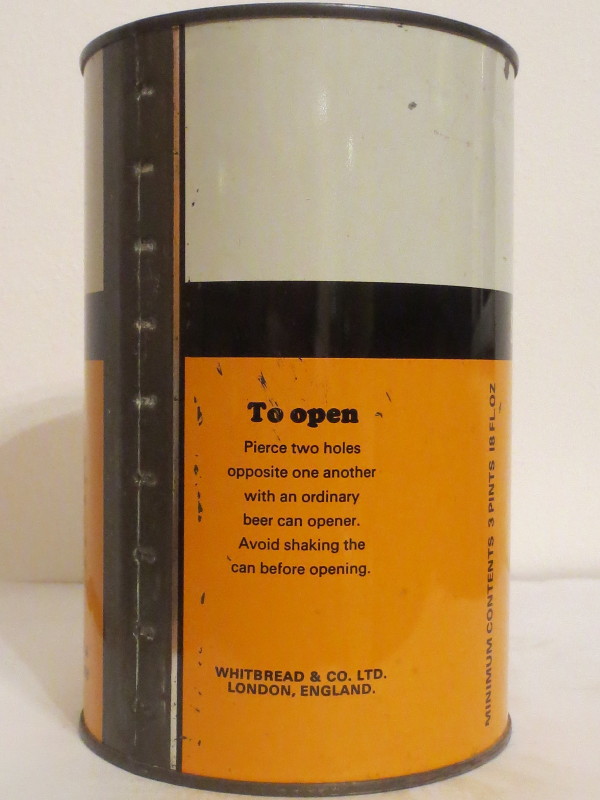 To open
Pierce two holes
opposite one another
with an ordinary
beer can opener.
Avoid shaking the
can before opening.
WHITBREAD & CO. LTD.
LONDON, ENGLAND.
MINIMUM CONTENTS 3 PINTS 18 FL.OZ